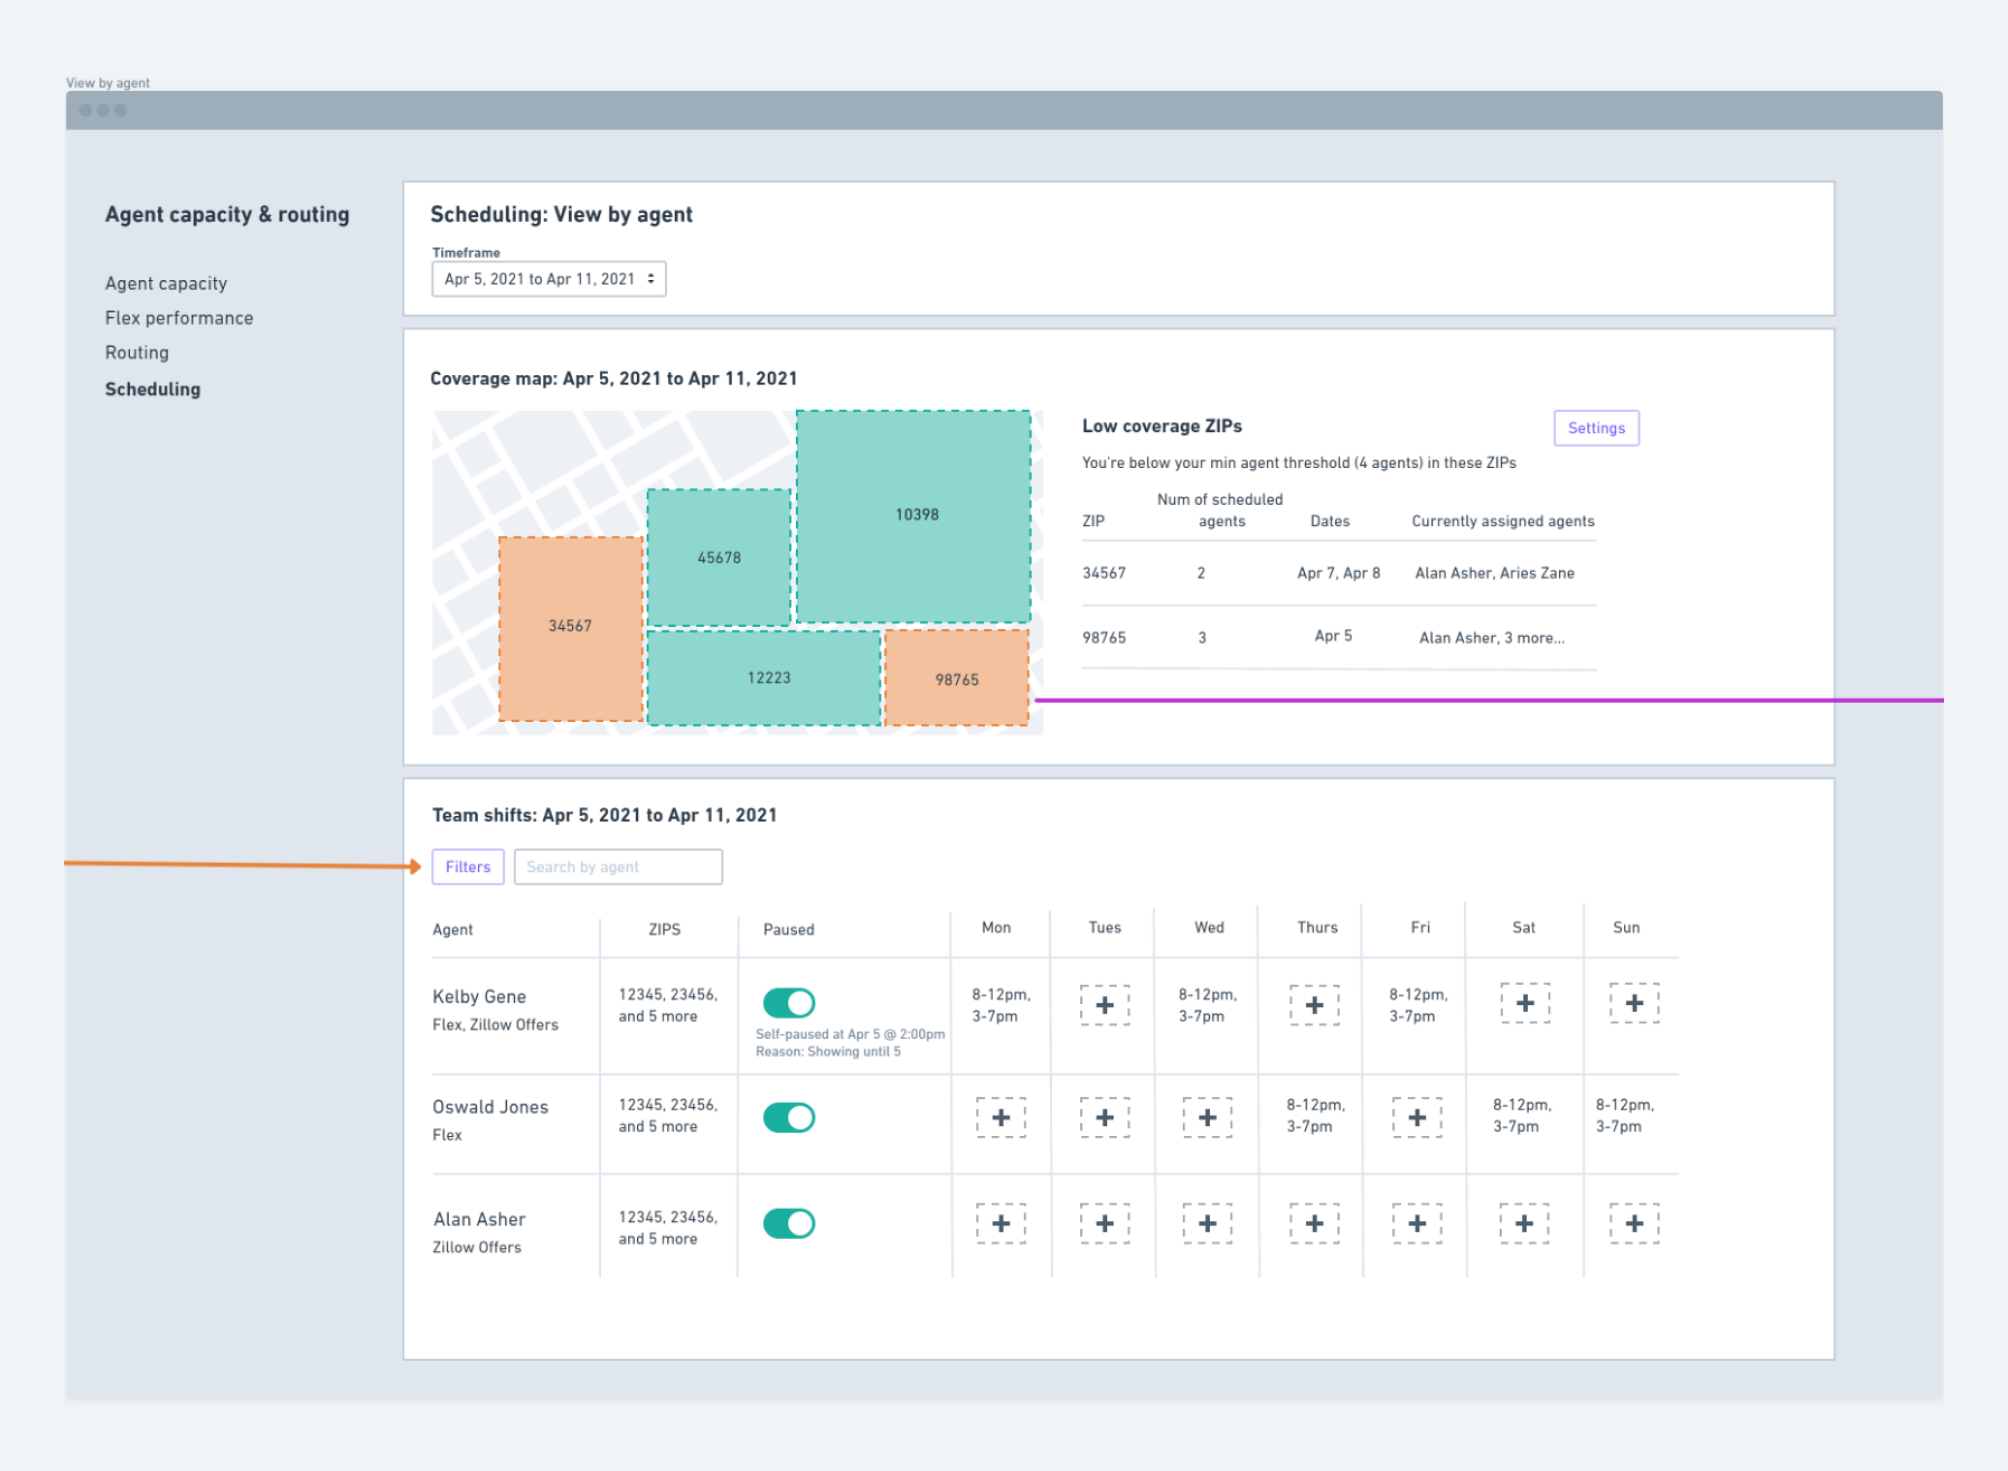 View by agent
Agent capacity & routing
Agent capacity
Flex performance
Routing
Scheduling
Scheduling: View by agent
Timeframe
Apr 5, 2021 to Apr 11, 2021
Coverage map: Apr 5, 2021 to Apr 11, 2021
10398
45678
34567
12223
98765
Low coverage ZIPs
Settings
You're below your min agent threshold (4 agents) in these ZIPs
ZIP
Num of scheduled
agents
Dates
Currently assigned agents
34567 2 Apr 7, Apr 8 Alan Asher, Aries Zane
98765 3 Apr 5 Alan Asher, 3 more...
Team shifts: Apr 5, 2021 to Apr 11, 2021
Filters
Search by agent
Agent ZIPS Paused Mon Tues Wed Thurs Fri Sat Sun
Kelby Gene
Flex, Zillow Offers
12345, 23456,
and 5 more
Self-paused at Apr 5 @ 2:00pm
Reason: Showing until 5
8-12pm,
3-7pm
8-12pm,
3-7pm
8-12pm,
3-7pm
Oswald Jones
Flex
12345, 23456,
and 5 more
8-12pm,
3-7pm
8-12pm,
3-7pm
8-12pm,
3-7pm
Alan Asher
Zillow Offers
12345, 23456,
and 5 more